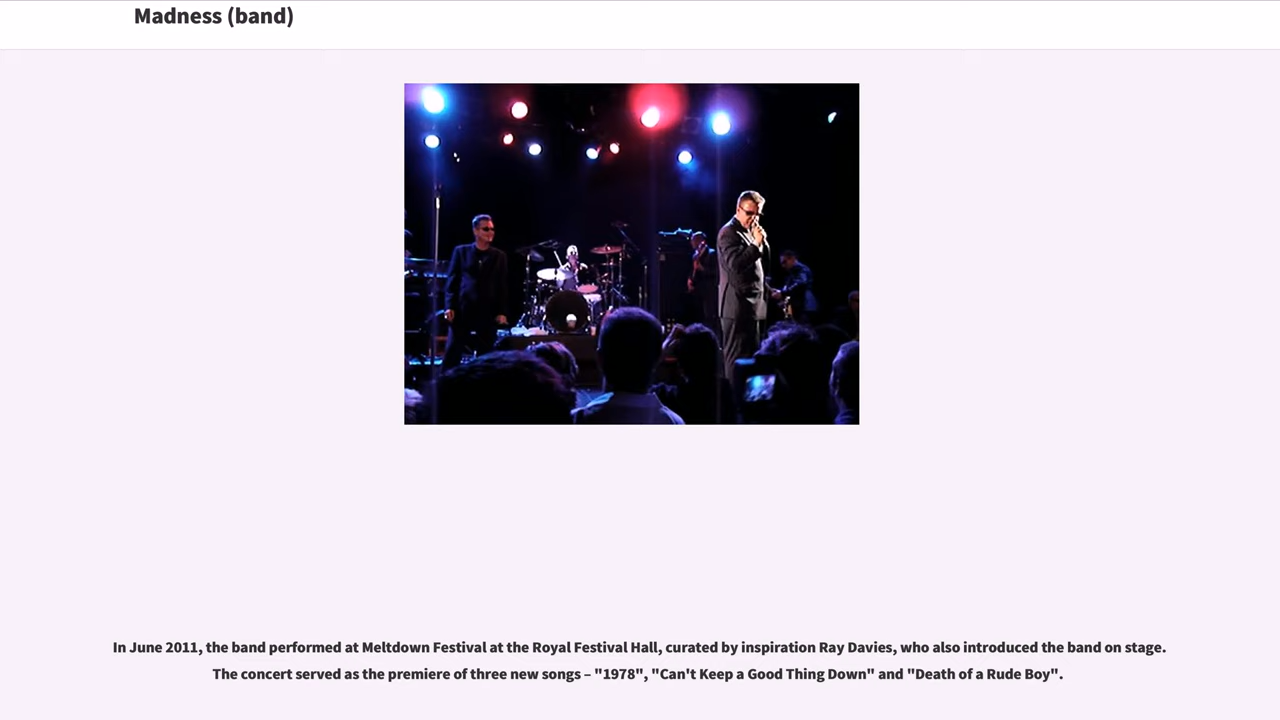 Madness (band)
In June 2011, the band performed at Meltdown Festival at the Royal Festival Hall, curated by inspiration Ray Davies, who also introduced the band on stage.
The concert served as the premiere of three new songs – "1978", "Can't Keep a Good Thing Down" and "Death of a Rude Boy".